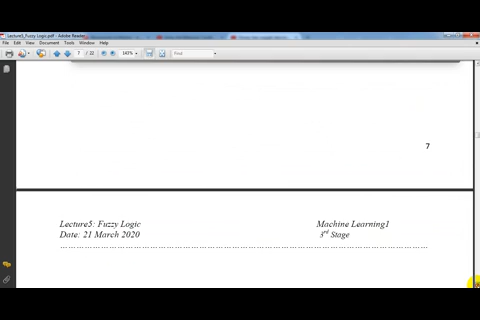 Lecture5_Fuzzy Logic.pdf - Adobe Reader
File Edit View Document Tools Window Help
7 / 22 147% Find
7
Lecture5: Fuzzy Logic Machine Learning1
Date: 21 March 2020 3rd Stage